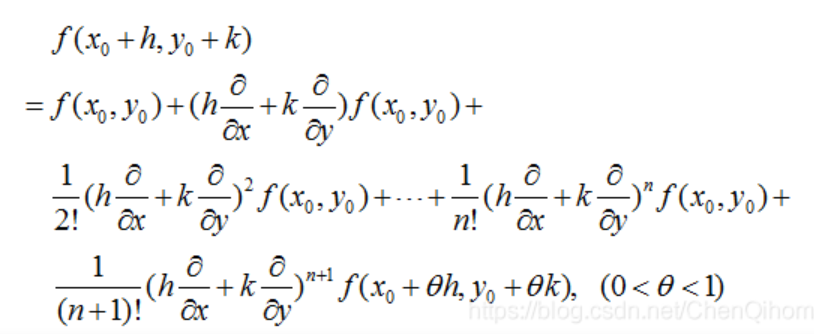 f(x₀ + h, y₀ + k)
= f(x₀, y₀) + (h ∂/∂x + k ∂/∂y) f(x₀, y₀) +
1/2! (h ∂/∂x + k ∂/∂y)² f(x₀, y₀) + ⋯ + 1/n! (h ∂/∂x + k ∂/∂y)ⁿ f(x₀, y₀) +
1/(n+1)! (h ∂/∂x + k ∂/∂y)ⁿ⁺¹ f(x₀ + θh, y₀ + θk), (0 < θ < 1)
https://blog.csdn.net/ChenQihom